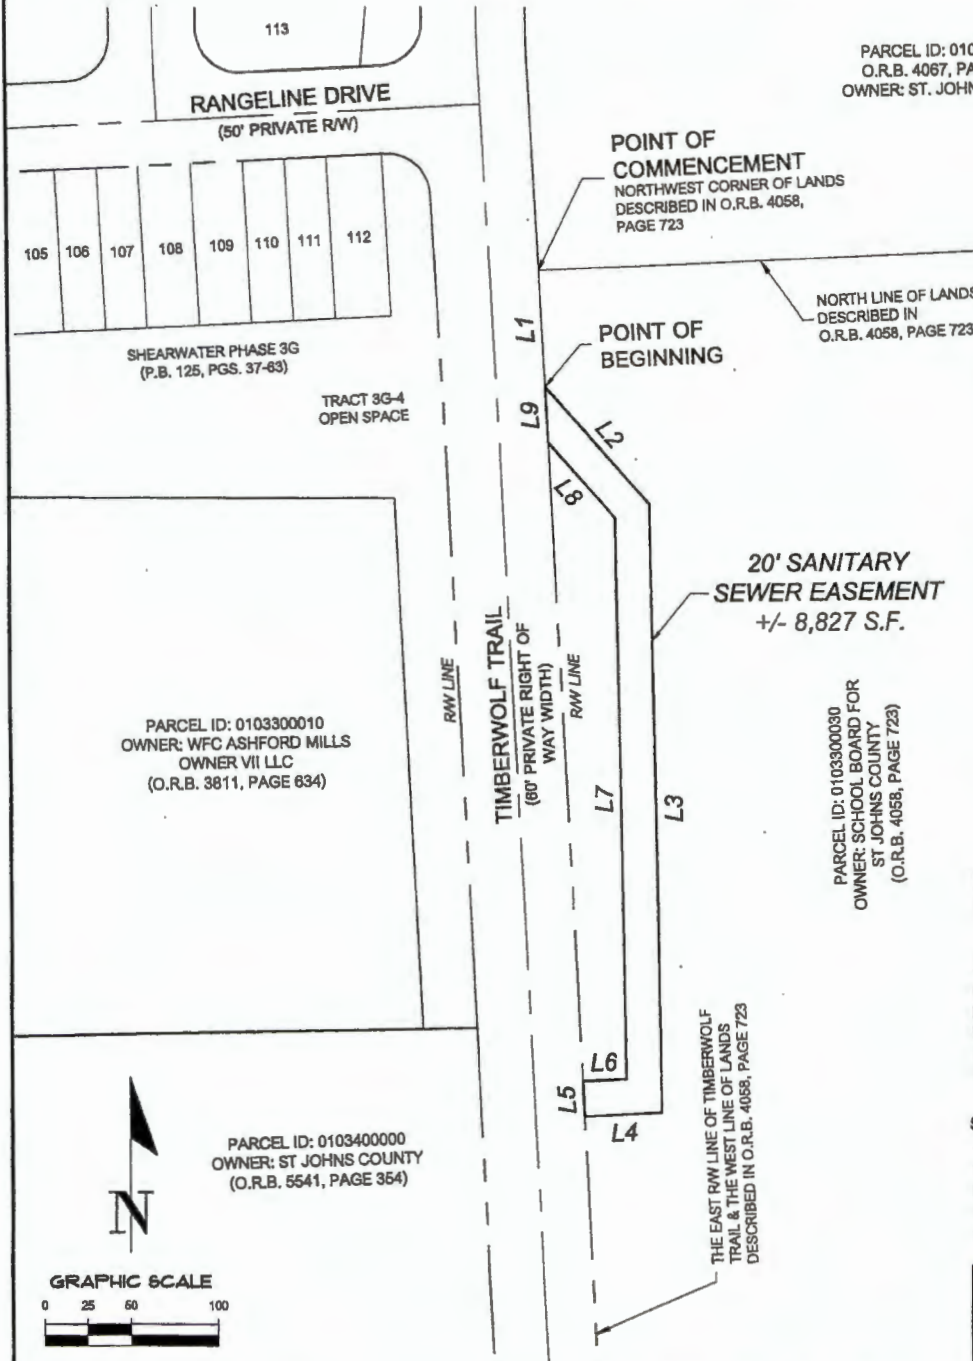 113
RANGELINE DRIVE
(50' PRIVATE R/W)
PARCEL ID: 010
O.R.B. 4067, PA
OWNER: ST. JOHN
POINT OF
COMMENCEMENT
NORTHWEST CORNER OF LANDS
DESCRIBED IN O.R.B. 4058,
PAGE 723
105
106
107
108
109
110
111
112
NORTH LINE OF LANDS
DESCRIBED IN
O.R.B. 4058, PAGE 723
L1
POINT OF
BEGINNING
SHEARWATER PHASE 3G
(P.B. 125, PGS. 37-63)
TRACT 3G-4
OPEN SPACE
L9
L2
L8
20' SANITARY
SEWER EASEMENT
+/- 8,827 S.F.
R/W LINE
TIMBERWOLF TRAIL
(60' PRIVATE RIGHT OF
WAY WIDTH)
R/W LINE
PARCEL ID: 0103300010
OWNER: WFC ASHFORD MILLS
OWNER VII LLC
(O.R.B. 3811, PAGE 634)
L7
L3
PARCEL ID: 0103300030
OWNER: SCHOOL BOARD FOR
ST JOHNS COUNTY
(O.R.B. 4058, PAGE 723)
L6
L5
L4
THE EAST R/W LINE OF TIMBERWOLF
TRAIL & THE WEST LINE OF LANDS
DESCRIBED IN O.R.B. 4058, PAGE 723
PARCEL ID: 0103400000
OWNER: ST JOHNS COUNTY
(O.R.B. 5541, PAGE 354)
N
GRAPHIC SCALE
0 25 50 100